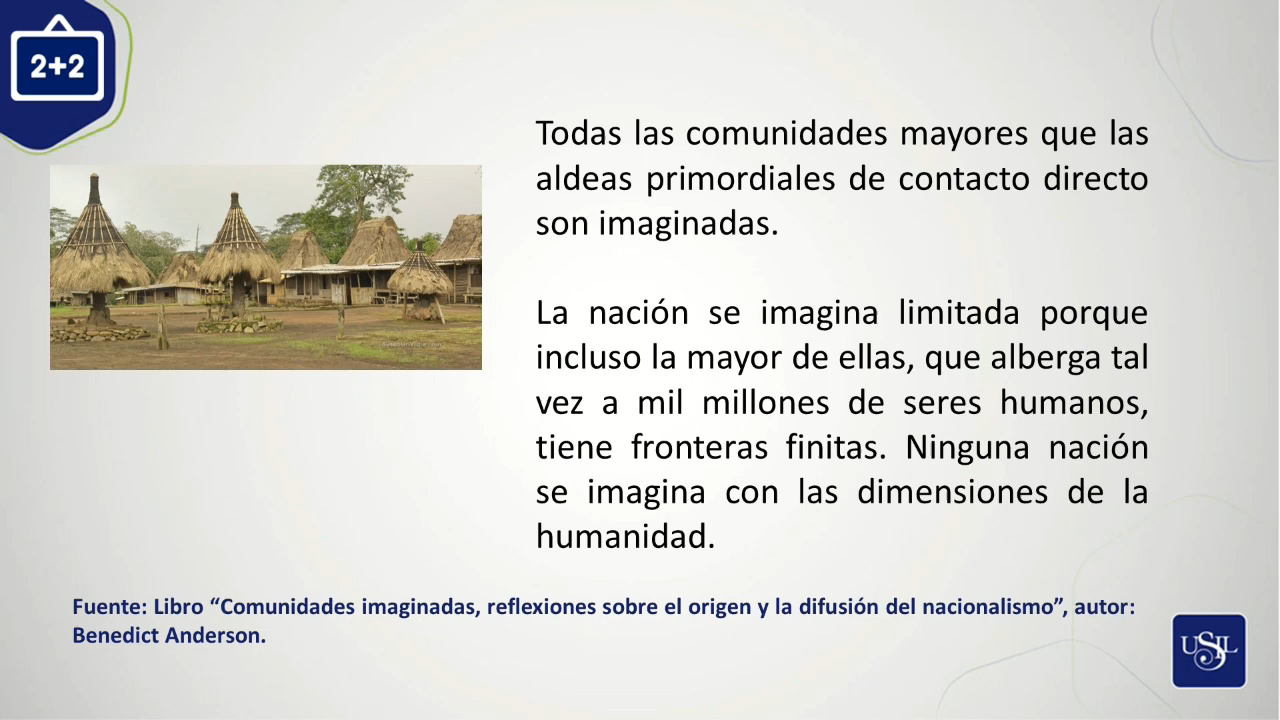 2+2
Todas las comunidades mayores que las
aldeas primordiales de contacto directo
son imaginadas.
La nación se imagina limitada porque
incluso la mayor de ellas, que alberga tal
vez a mil millones de seres humanos,
tiene fronteras finitas. Ninguna nación
se imagina con las dimensiones de la
humanidad.
Fuente: Libro “Comunidades imaginadas, reflexiones sobre el origen y la difusión del nacionalismo”, autor:
Benedict Anderson.
USIL